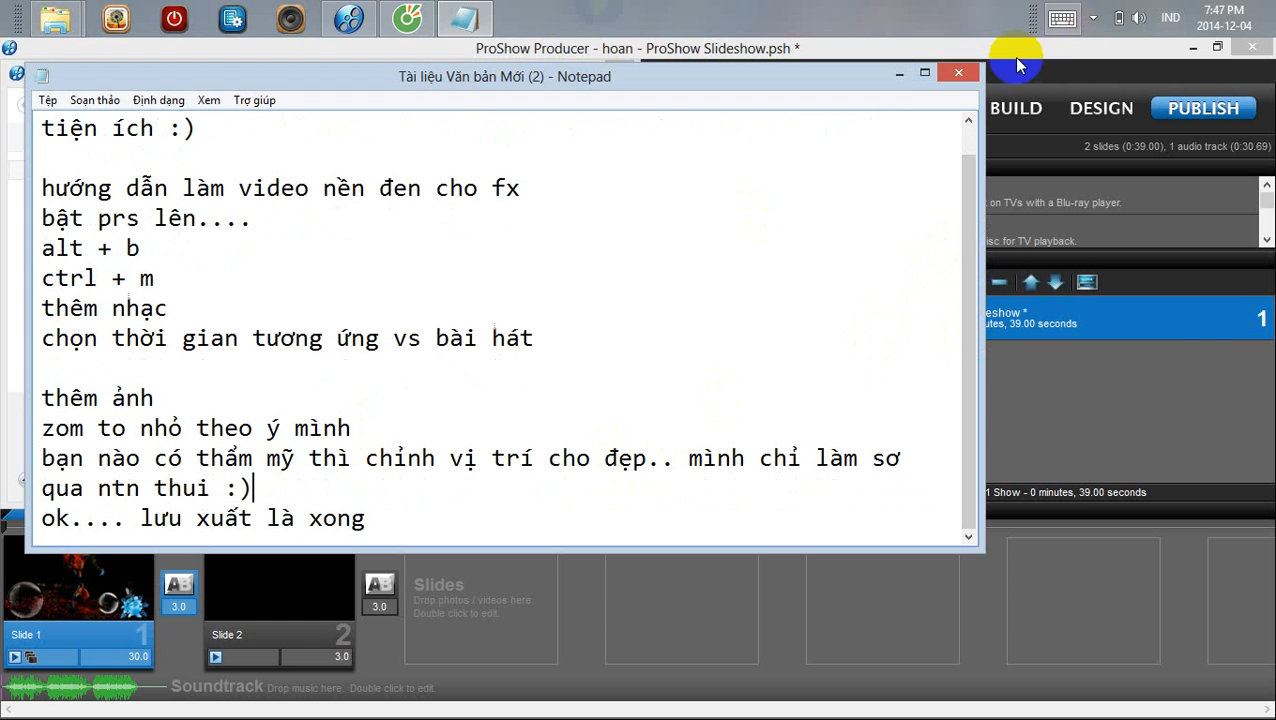 7:47 PM
IND
2014-12-04
ProShow Producer - hoan - ProShow Slideshow.psh *
Tài liệu Văn bản Mới (2) - Notepad
Tệp Soạn thảo Định dạng Xem Trợ giúp
BUILD DESIGN PUBLISH
2 slides (0:39.00), 1 audio track (0:30.69)
tiện ích :)
hướng dẫn làm video nền đen cho fx
on TVs with a Blu-ray player.
bật prs lên....
isc for TV playback.
alt + b
ctrl + m
thêm nhạc
eshow *
utes, 39.00 seconds
1
chọn thời gian tương ứng vs bài hát
thêm ảnh
zom to nhỏ theo ý mình
bạn nào có thẩm mỹ thì chỉnh vị trí cho đẹp.. mình chỉ làm sơ
qua ntn thui :)
1 Show - 0 minutes, 39.00 seconds
ok.... lưu xuất là xong
AB
3.0
AB
3.0
Slides
Drop photos / videos here.
Double click to edit.
Slide 1
1
30.0
Slide 2
2
3.0
Soundtrack Drop music here. Double click to edit.